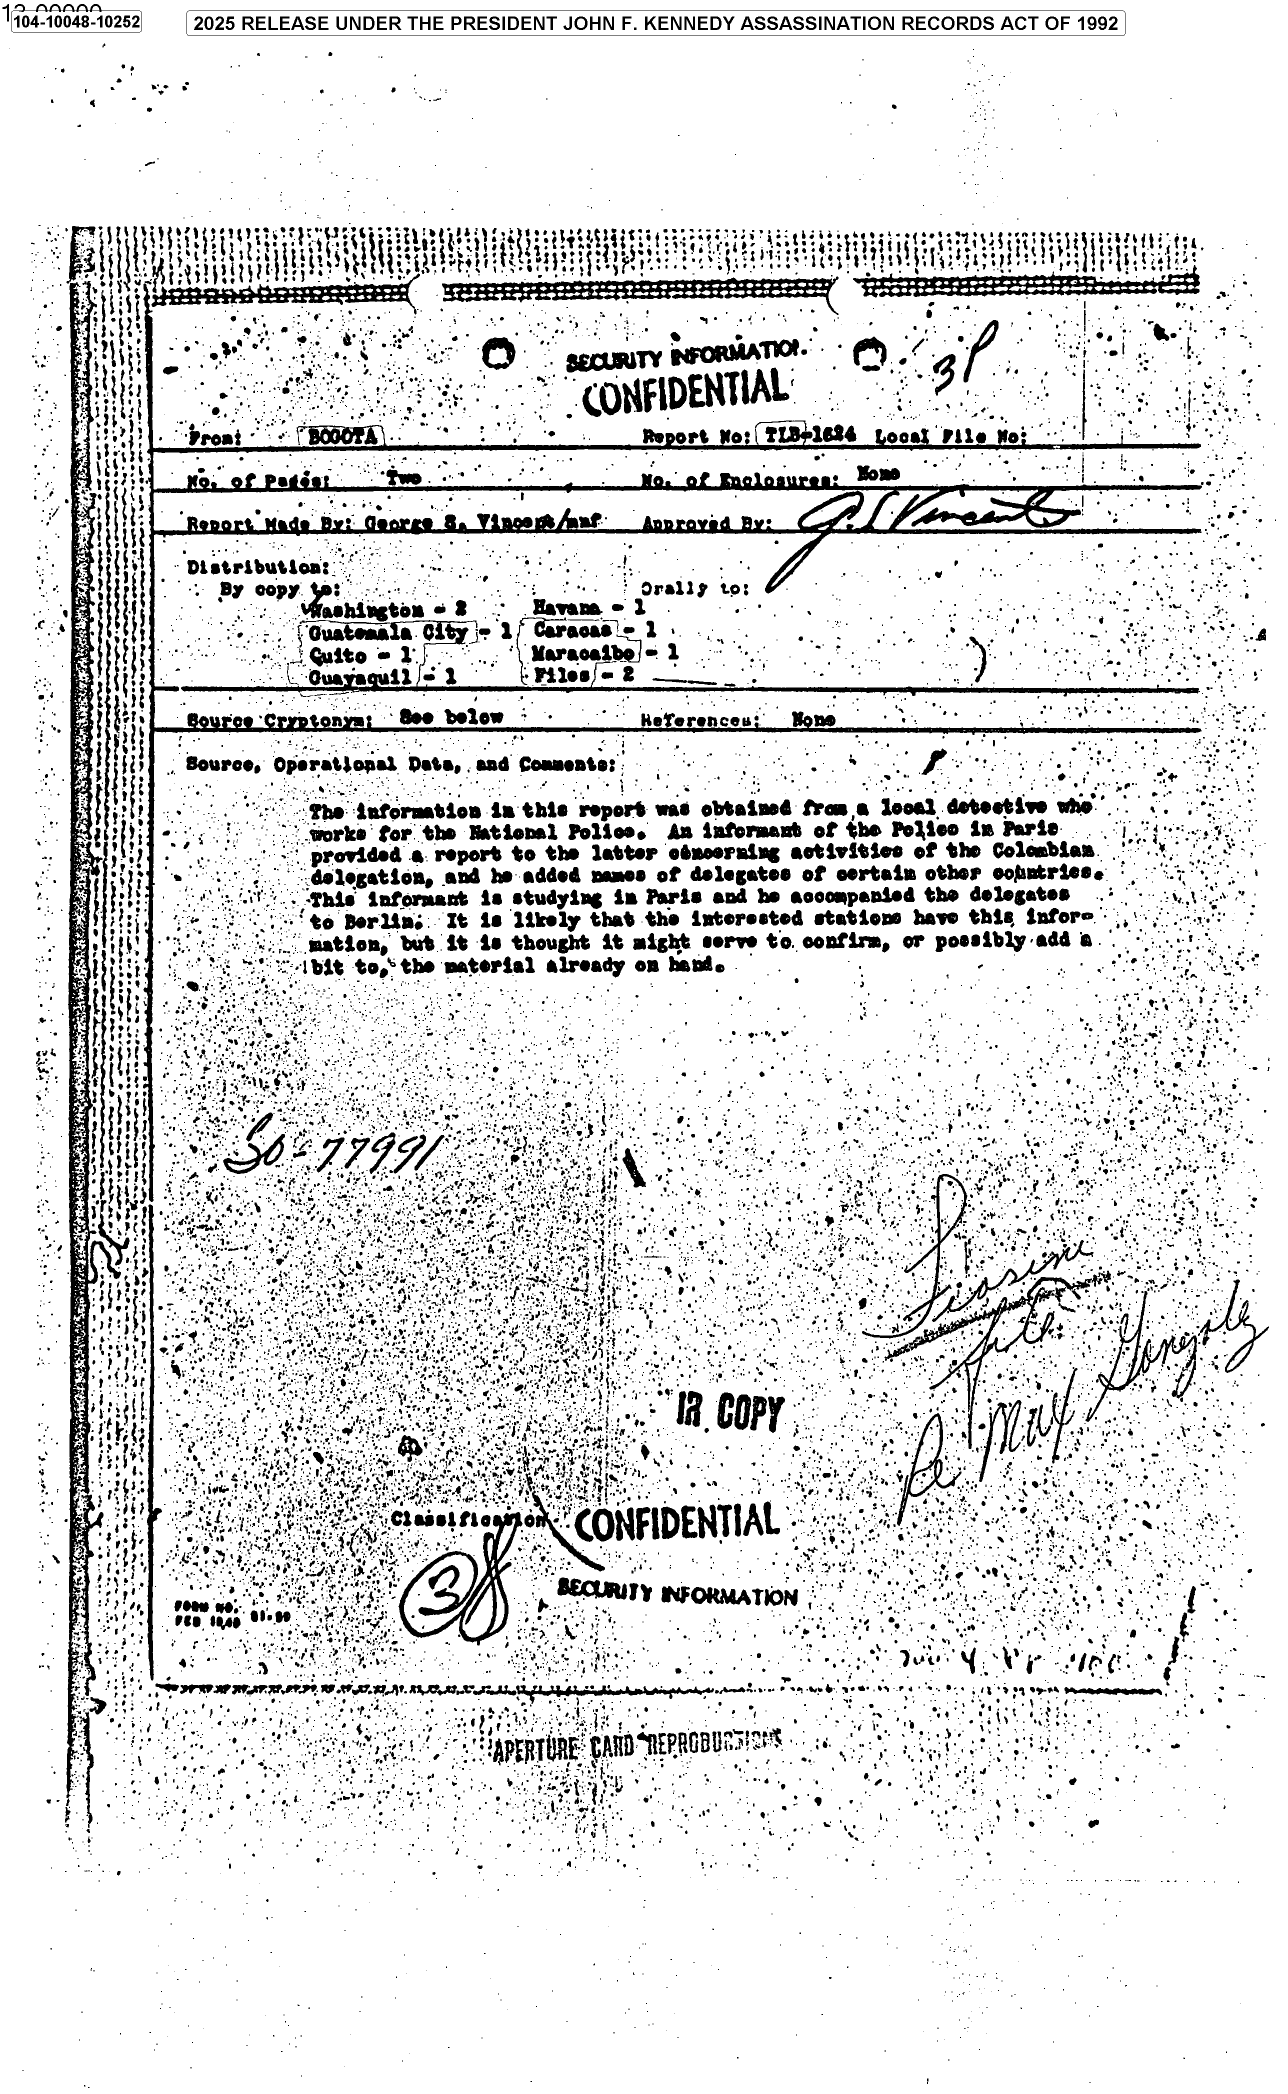 13-00000
104-10048-10252
2025 RELEASE UNDER THE PRESIDENT JOHN F. KENNEDY ASSASSINATION RECORDS ACT OF 1992
SECURITY INFORMATION
CONFIDENTIAL
From: BOGOTA Report No: TLB-1624 Local File No:
No. of Pages: Two No. of Enclosures: None
Report Made By: George S. Vincent/mnf Approved By: G. S. Vincent
Distribution:
By copy to: Orally to:
Washington - 2 Havana - 1
Guatemala City - 1 Caracas - 1
Quito - 1 Maracaibo - 1
Guayaquil - 1 Files - 2
Source Cryptonym: See below References: None
Source, Operational Data, and Comments:
The information in this report was obtained from a local detective who
works for the National Police. An informant of the Police in Paris
provided a report to the latter concerning activities of the Colombian
delegation, and he added names of delegates of certain other countries.
This informant is studying in Paris and he accompanied the delegates
to Berlin. It is likely that the interested stations have this infor-
mation, but it is thought it might serve to confirm, or possibly add a
bit to, the material already on hand.
SO-77991
IR COPY
Classification CONFIDENTIAL
SECURITY INFORMATION
FORM NO. 51-59
FEB 1949
APERTURE CARD REPRODUCTIONS